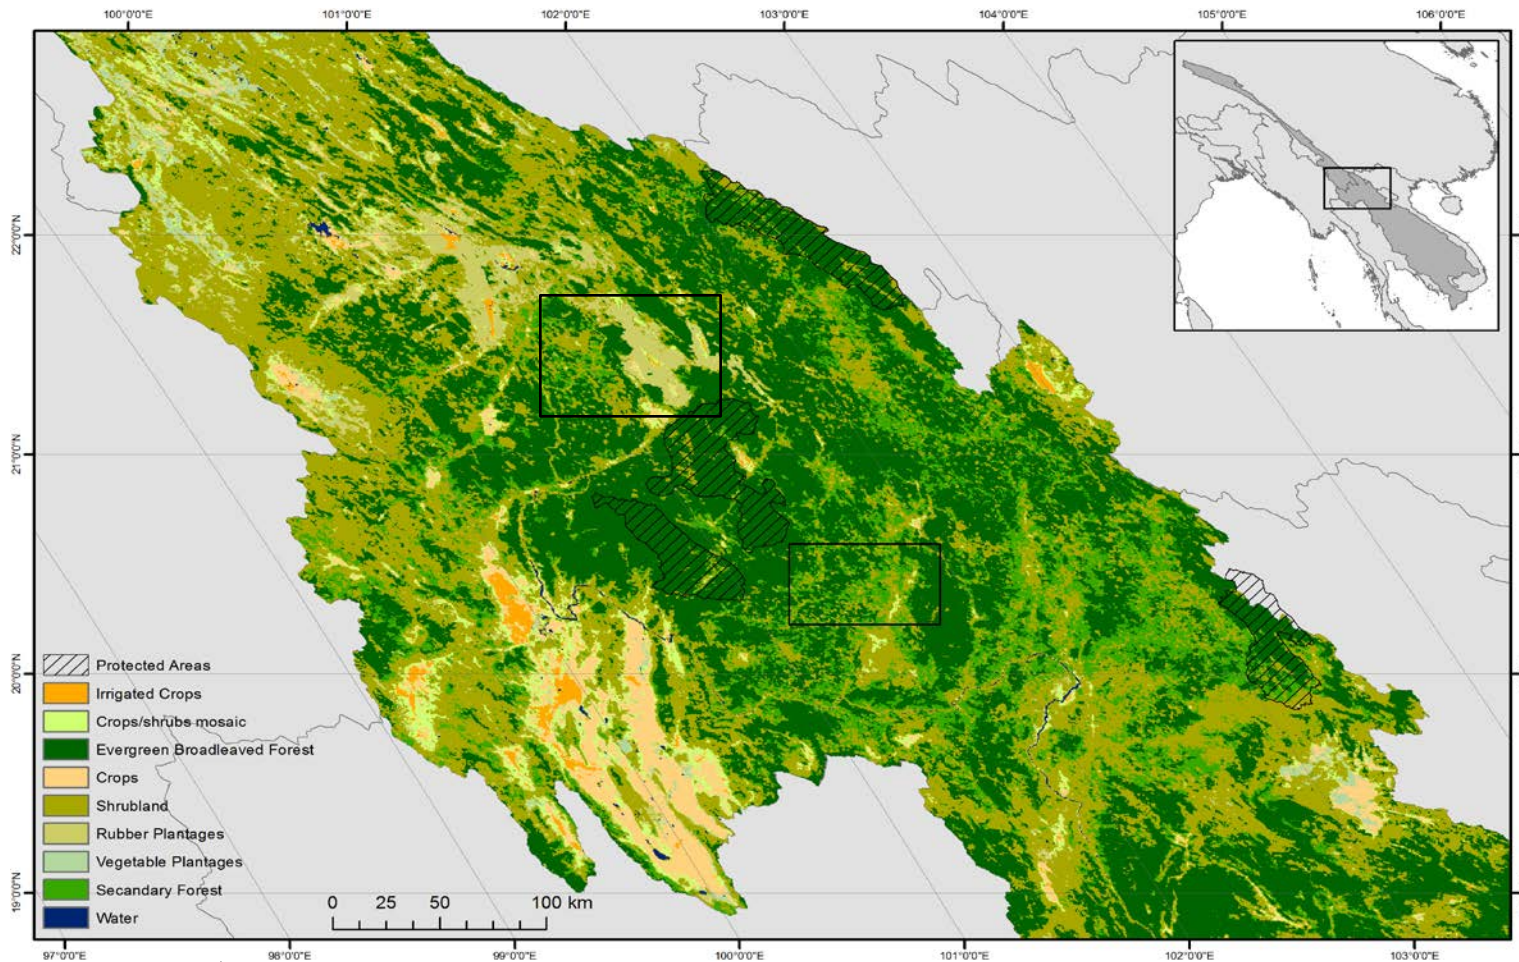 100°0'0"E 101°0'0"E 102°0'0"E 103°0'0"E 104°0'0"E 105°0'0"E 106°0'0"E
22°0'0"N
21°0'0"N
20°0'0"N
19°0'0"N
Protected Areas
Irrigated Crops
Crops/shrubs mosaic
Evergreen Broadleaved Forest
Crops
Shrubland
Rubber Plantages
Vegetable Plantages
Secandary Forest
Water
0 25 50 100 km
97°0'0"E 98°0'0"E 99°0'0"E 100°0'0"E 101°0'0"E 102°0'0"E 103°0'0"E